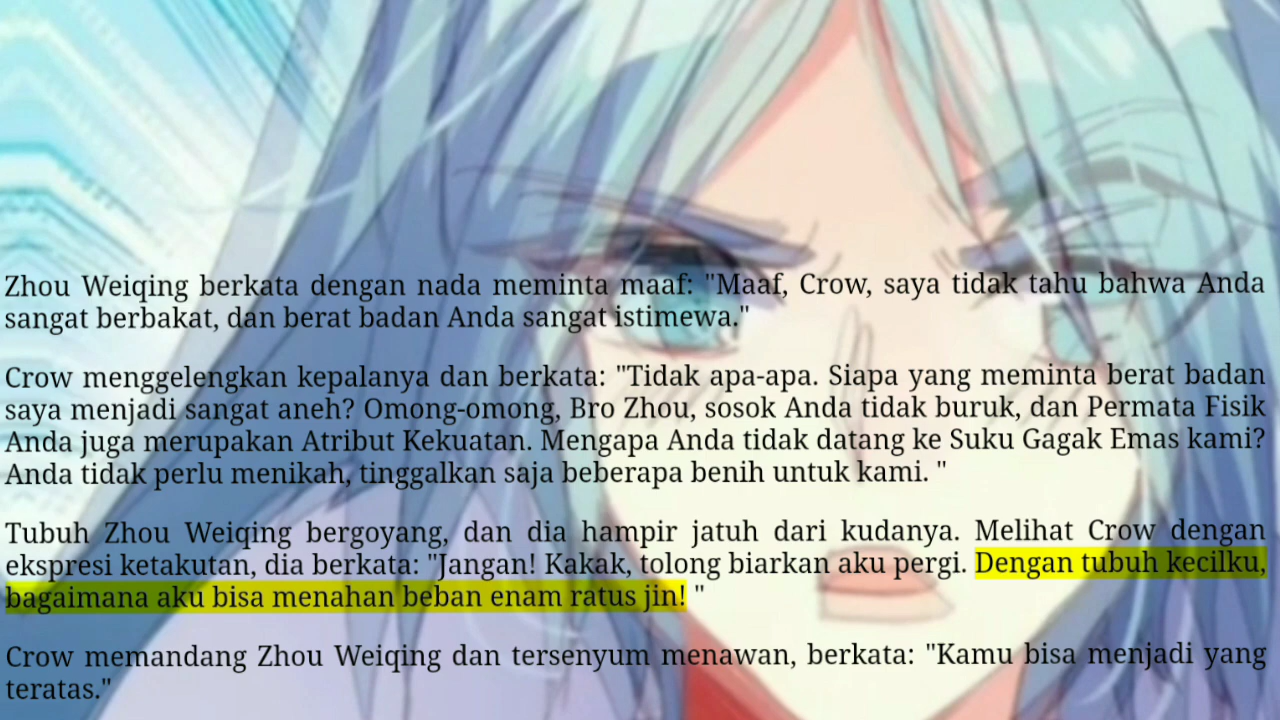 Zhou Weiqing berkata dengan nada meminta maaf: "Maaf, Crow, saya tidak tahu bahwa Anda
sangat berbakat, dan berat badan Anda sangat istimewa."
Crow menggelengkan kepalanya dan berkata: "Tidak apa-apa. Siapa yang meminta berat badan
saya menjadi sangat aneh? Omong-omong, Bro Zhou, sosok Anda tidak buruk, dan Permata Fisik
Anda juga merupakan Atribut Kekuatan. Mengapa Anda tidak datang ke Suku Gagak Emas kami?
Anda tidak perlu menikah, tinggalkan saja beberapa benih untuk kami. "
Tubuh Zhou Weiqing bergoyang, dan dia hampir jatuh dari kudanya. Melihat Crow dengan
ekspresi ketakutan, dia berkata: "Jangan! Kakak, tolong biarkan aku pergi. Dengan tubuh kecilku,
bagaimana aku bisa menahan beban enam ratus jin! "
Crow memandang Zhou Weiqing dan tersenyum menawan, berkata: "Kamu bisa menjadi yang
teratas."